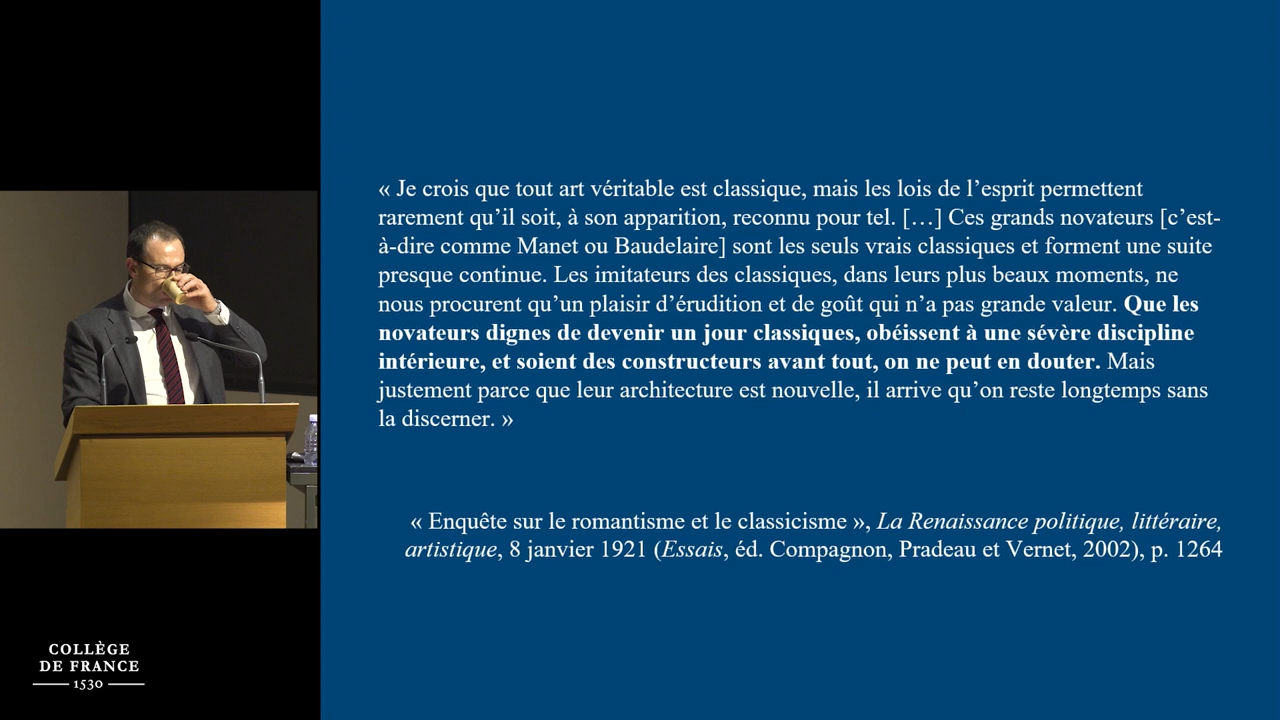 « Je crois que tout art véritable est classique, mais les lois de l’esprit permettent
rarement qu’il soit, à son apparition, reconnu pour tel. […] Ces grands novateurs [c’est-
à-dire comme Manet ou Baudelaire] sont les seuls vrais classiques et forment une suite
presque continue. Les imitateurs des classiques, dans leurs plus beaux moments, ne
nous procurent qu’un plaisir d’érudition et de goût qui n’a pas grande valeur. Que les
novateurs dignes de devenir un jour classiques, obéissent à une sévère discipline
intérieure, et soient des constructeurs avant tout, on ne peut en douter. Mais
justement parce que leur architecture est nouvelle, il arrive qu’on reste longtemps sans
la discerner. »
« Enquête sur le romantisme et le classicisme », La Renaissance politique, littéraire,
artistique, 8 janvier 1921 (Essais, éd. Compagnon, Pradeau et Vernet, 2002), p. 1264
COLLÈGE
DE FRANCE
1530